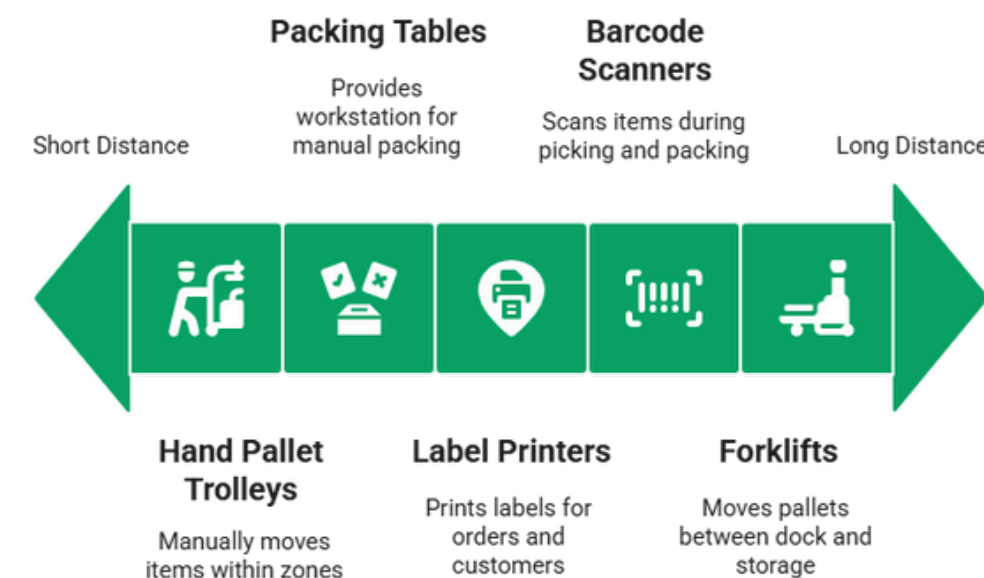 Packing Tables
Provides
workstation for
manual packing
Barcode
Scanners
Scans items during
picking and packing
Short Distance
Long Distance
Hand Pallet
Trolleys
Manually moves
items within zones
Label Printers
Prints labels for
orders and
customers
Forklifts
Moves pallets
between dock and
storage